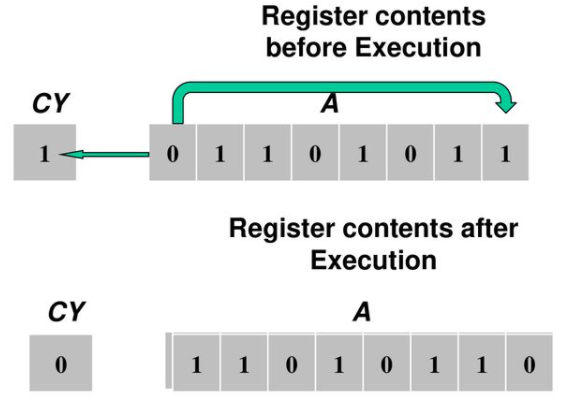 Register contents
before Execution
CY A
1 0 1 1 0 1 0 1 1
Register contents after
Execution
CY A
0 1 1 0 1 0 1 1 0